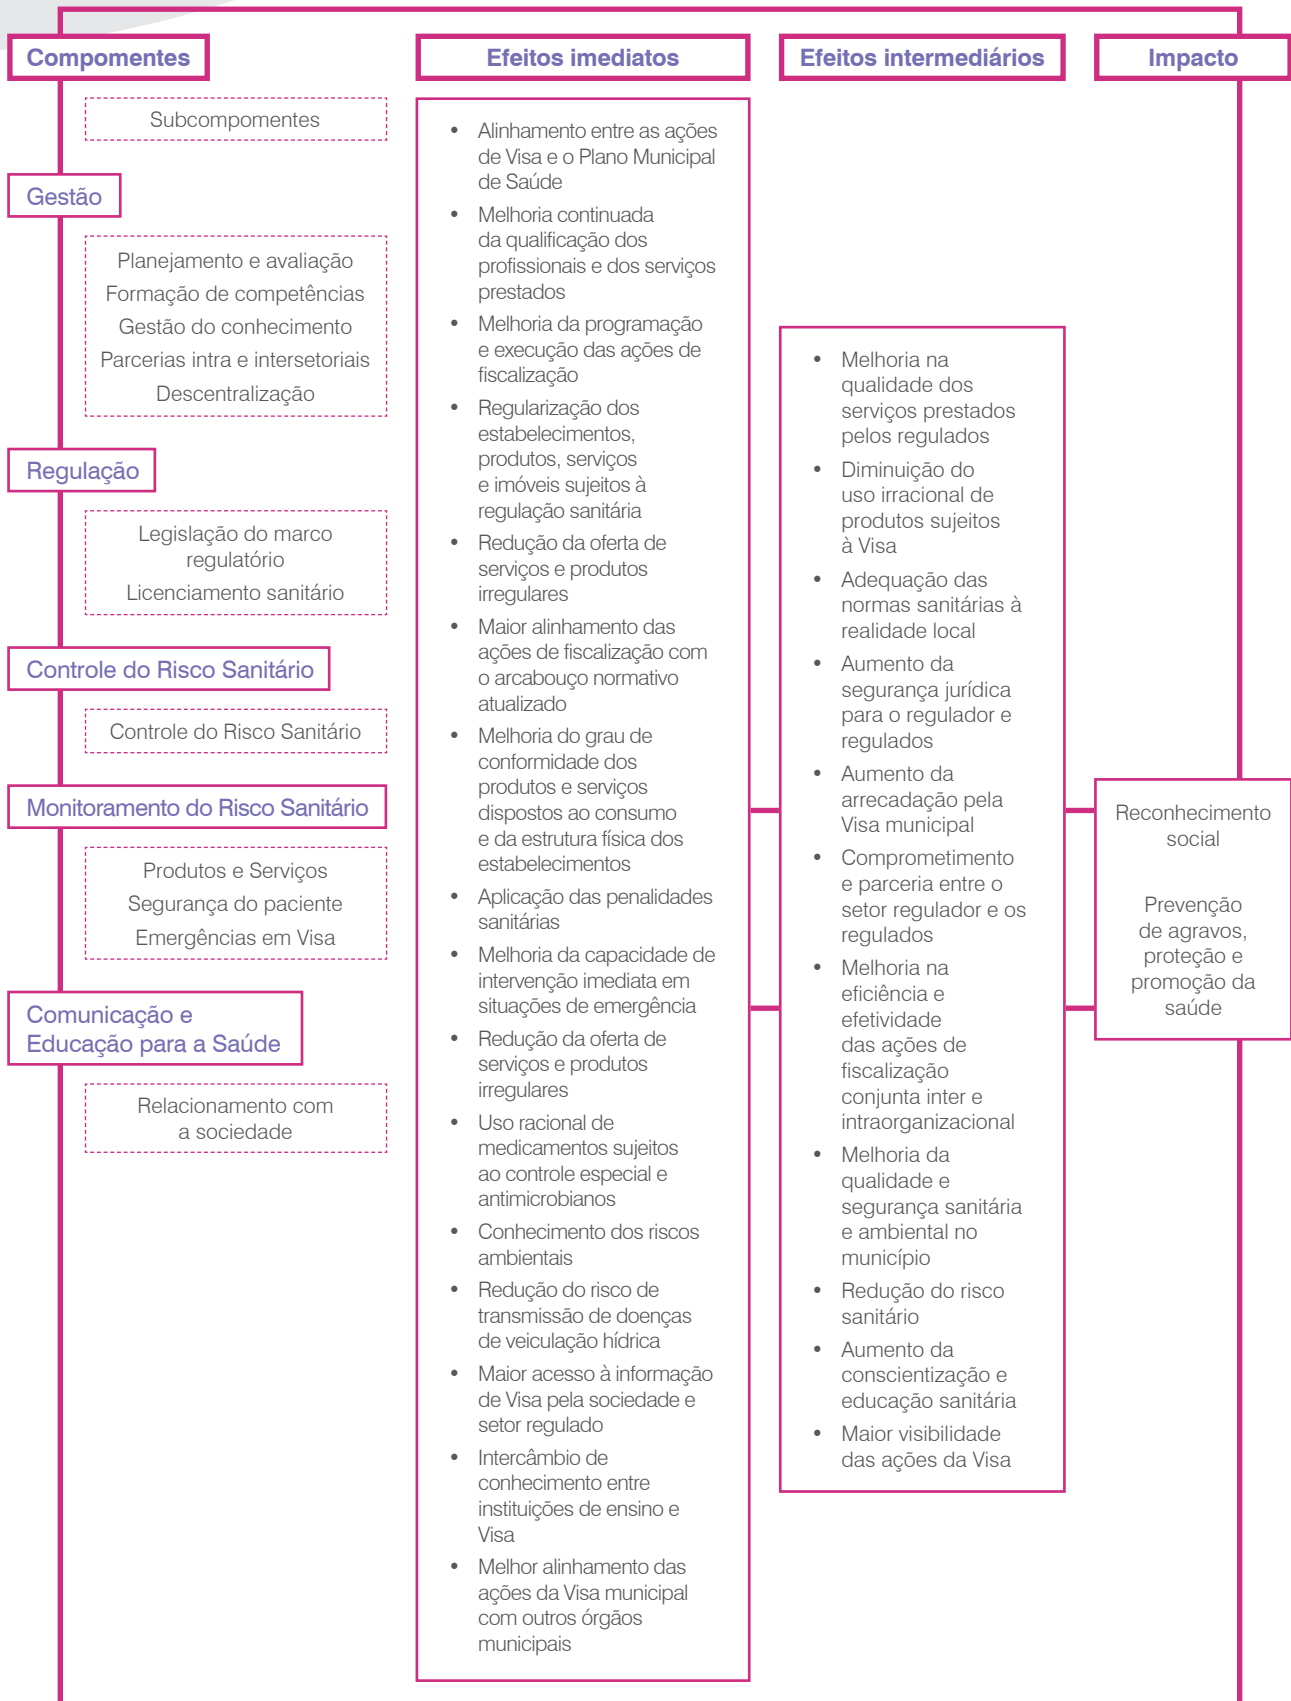 Compomentes
Subcompomentes
Gestão
Planejamento e avaliação
Formação de competências
Gestão do conhecimento
Parcerias intra e intersetoriais
Descentralização
Regulação
Legislação do marco
regulatório
Licenciamento sanitário
Controle do Risco Sanitário
Controle do Risco Sanitário
Monitoramento do Risco Sanitário
Produtos e Serviços
Segurança do paciente
Emergências em Visa
Comunicação e
Educação para a Saúde
Relacionamento com
a sociedade
Efeitos imediatos
• Alinhamento entre as ações
de Visa e o Plano Municipal
de Saúde
• Melhoria continuada
da qualificação dos
profissionais e dos serviços
prestados
• Melhoria da programação
e execução das ações de
fiscalização
• Regularização dos
estabelecimentos,
produtos, serviços
e imóveis sujeitos à
regulação sanitária
• Redução da oferta de
serviços e produtos
irregulares
• Maior alinhamento das
ações de fiscalização com
o arcabouço normativo
atualizado
• Melhoria do grau de
conformidade dos
produtos e serviços
dispostos ao consumo
e da estrutura física dos
estabelecimentos
• Aplicação das penalidades
sanitárias
• Melhoria da capacidade de
intervenção imediata em
situações de emergência
• Redução da oferta de
serviços e produtos
irregulares
• Uso racional de
medicamentos sujeitos
ao controle especial e
antimicrobianos
• Conhecimento dos riscos
ambientais
• Redução do risco de
transmissão de doenças
de veiculação hídrica
• Maior acesso à informação
de Visa pela sociedade e
setor regulado
• Intercâmbio de
conhecimento entre
instituições de ensino e
Visa
• Melhor alinhamento das
ações da Visa municipal
com outros órgãos
municipais
Efeitos intermediários
• Melhoria na
qualidade dos
serviços prestados
pelos regulados
• Diminuição do
uso irracional de
produtos sujeitos
à Visa
• Adequação das
normas sanitárias à
realidade local
• Aumento da
segurança jurídica
para o regulador e
regulados
• Aumento da
arrecadação pela
Visa municipal
• Comprometimento
e parceria entre o
setor regulador e os
regulados
• Melhoria na
eficiência e
efetividade
das ações de
fiscalização
conjunta inter e
intraorganizacional
• Melhoria da
qualidade e
segurança sanitária
e ambiental no
município
• Redução do risco
sanitário
• Aumento da
conscientização e
educação sanitária
• Maior visibilidade
das ações da Visa
Impacto
Reconhecimento
social
Prevenção
de agravos,
proteção e
promoção da
saúde